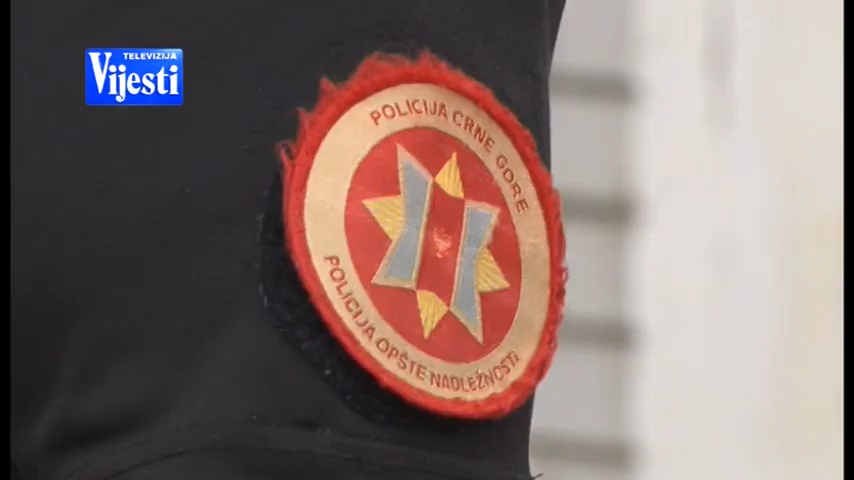 TELEVIZIJA
Vijesti
POLICIJA CRNE GORE
POLICIJA OPŠTE NADLEŽNOSTI